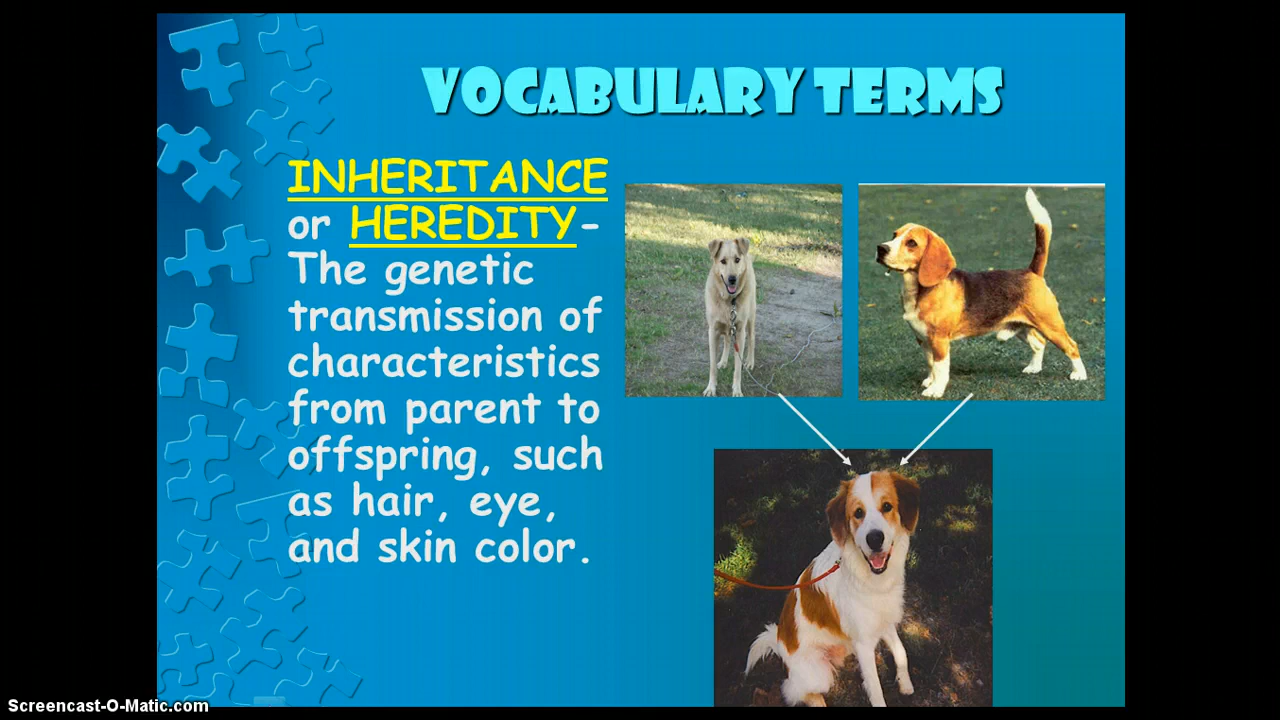 VOCABULARY TERMS
INHERITANCE
or HEREDITY-
The genetic
transmission of
characteristics
from parent to
offspring, such
as hair, eye,
and skin color.
Screencast-O-Matic.com